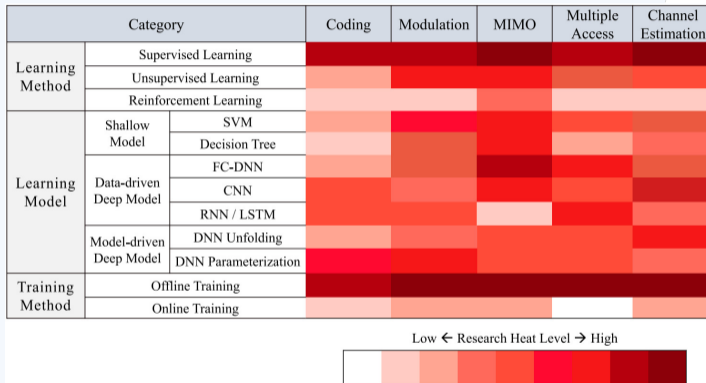 Category Coding Modulation MIMO Multiple Access Channel Estimation
Learning Method
Supervised Learning
Unsupervised Learning
Reinforcement Learning
Learning Model
Shallow Model
SVM
Decision Tree
Data-driven Deep Model
FC-DNN
CNN
RNN / LSTM
Model-driven Deep Model
DNN Unfolding
DNN Parameterization
Training Method
Offline Training
Online Training
Low ← Research Heat Level → High